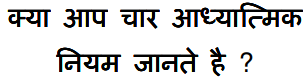 क्या आप चार आध्यात्मिक
नियम जानते है ?